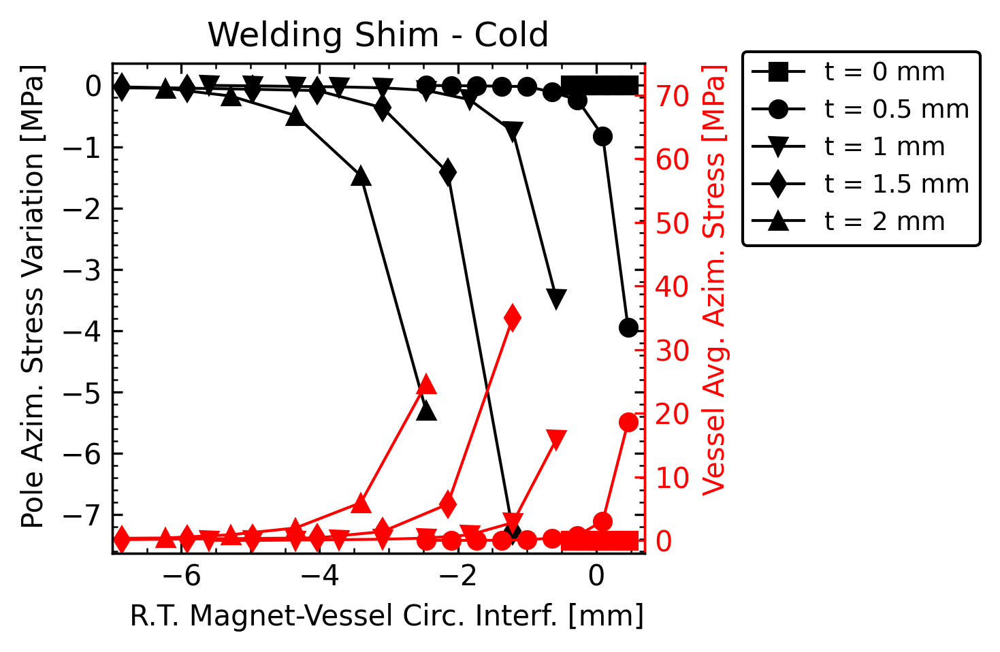 Welding Shim - Cold
Pole Azim. Stress Variation [MPa]
0
−1
−2
−3
−4
−5
−6
−7
−6
−4
−2
0
R.T. Magnet-Vessel Circ. Interf. [mm]
70
60
50
40
30
20
10
0
Vessel Avg. Azim. Stress [MPa]
t = 0 mm
t = 0.5 mm
t = 1 mm
t = 1.5 mm
t = 2 mm